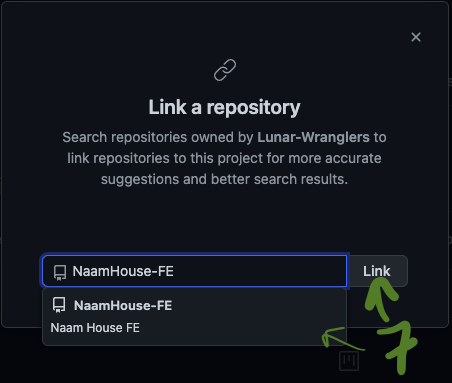 Link a repository
Search repositories owned by Lunar-Wranglers to
link repositories to this project for more accurate
suggestions and better search results.
NaamHouse-FE
Link
NaamHouse-FE
Naam House FE
7